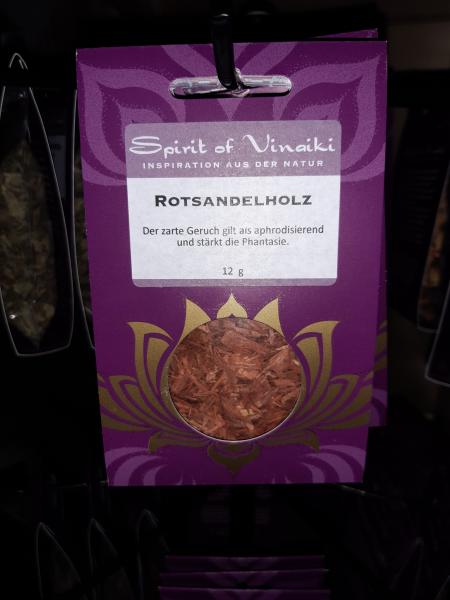 Spirit of Vinaiki
INSPIRATION AUS DER NATUR
ROTSANDELHOLZ
Der zarte Geruch gilt als aphrodisierend
und stärkt die Phantasie.
12 g